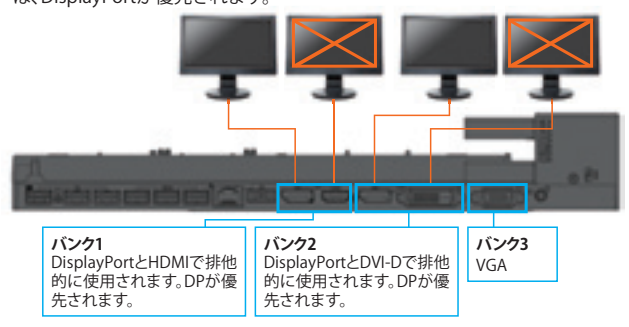 は、DisplayPortが優先されます。
バンク1
DisplayPortとHDMIで排他
的に使用されます。DPが優
先されます。
バンク2
DisplayPortとDVI-Dで排他
的に使用されます。DPが優
先されます。
バンク3
VGA